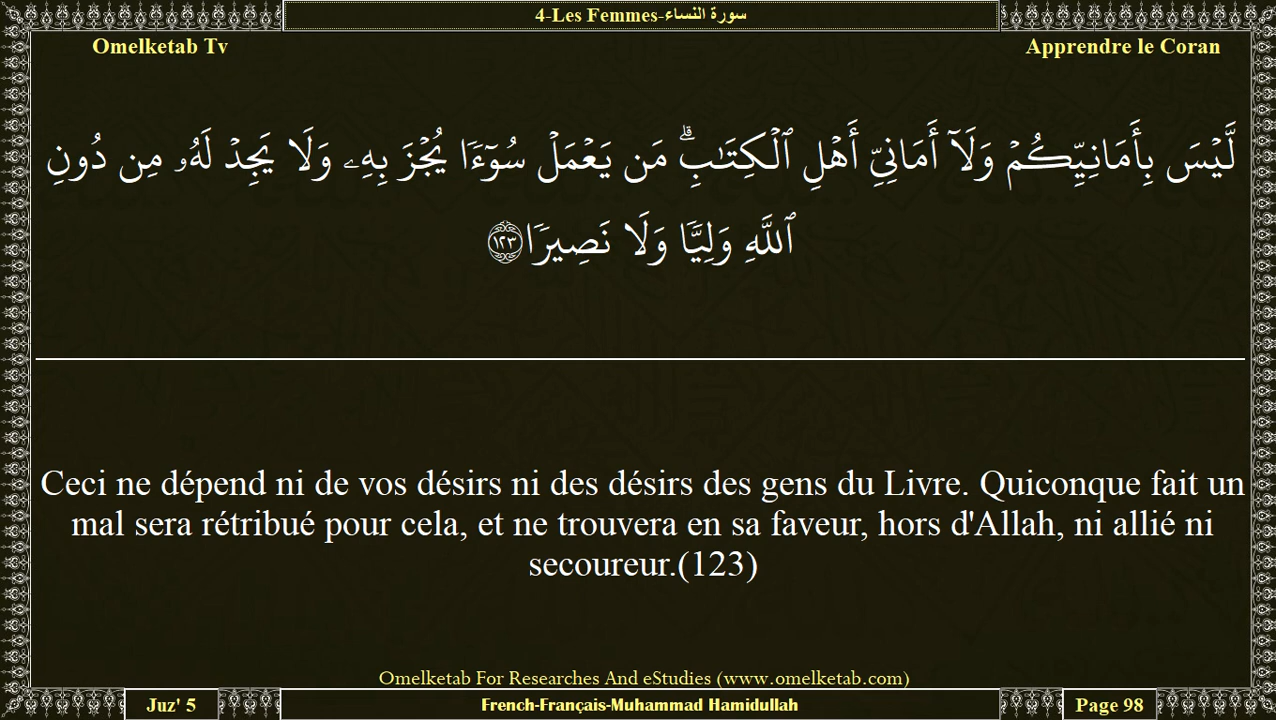 4-Les Femmes-سورة النساء
Omelketab Tv
Apprendre le Coran
لَّيۡسَ بِأَمَانِيِّكُمۡ وَلَآ أَمَانِيِّ أَهۡلِ ٱلۡكِتَٰبِۗ مَن يَعۡمَلۡ سُوٓءٗا يُجۡزَ بِهِۦ وَلَا يَجِدۡ لَهُۥ مِن دُونِ
ٱللَّهِ وَلِيّٗا وَلَا نَصِيرٗا ١٢٣
Ceci ne dépend ni de vos désirs ni des désirs des gens du Livre. Quiconque fait un
mal sera rétribué pour cela, et ne trouvera en sa faveur, hors d'Allah, ni allié ni
secoureur.(123)
Omelketab For Researches And eStudies (www.omelketab.com)
Juz' 5
French-Français-Muhammad Hamidullah
Page 98